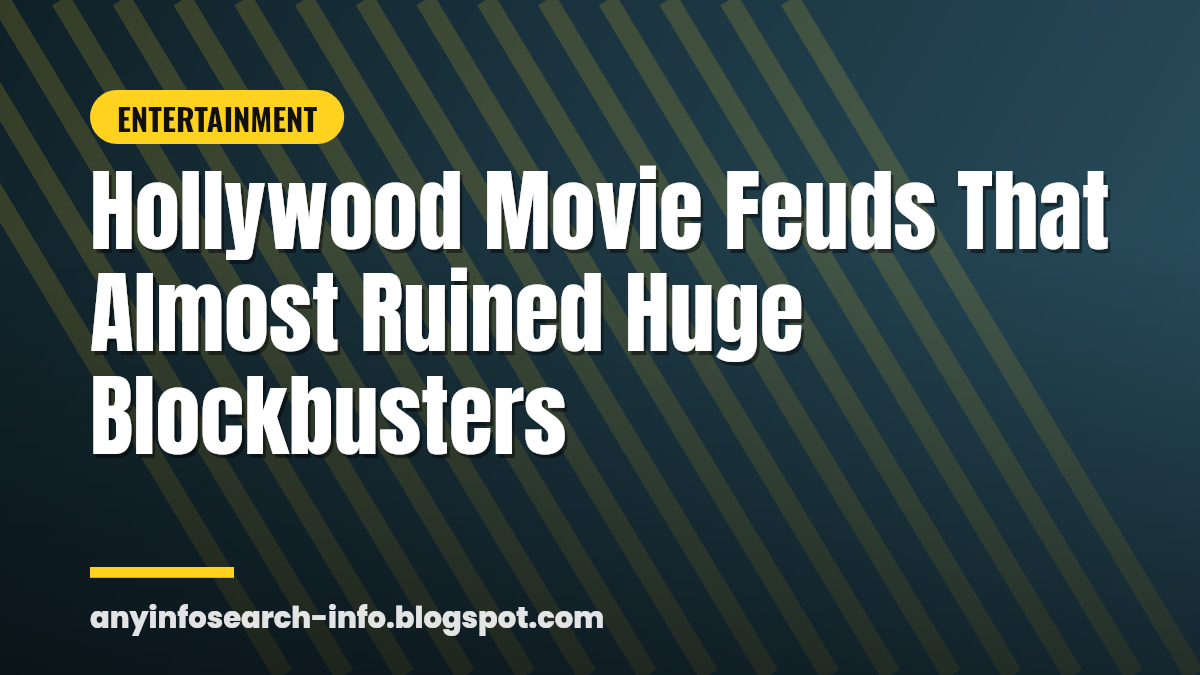 ENTERTAINMENT
Hollywood Movie Feuds That
Almost Ruined Huge
Blockbusters
anyinfosearch-info.blogspot.com